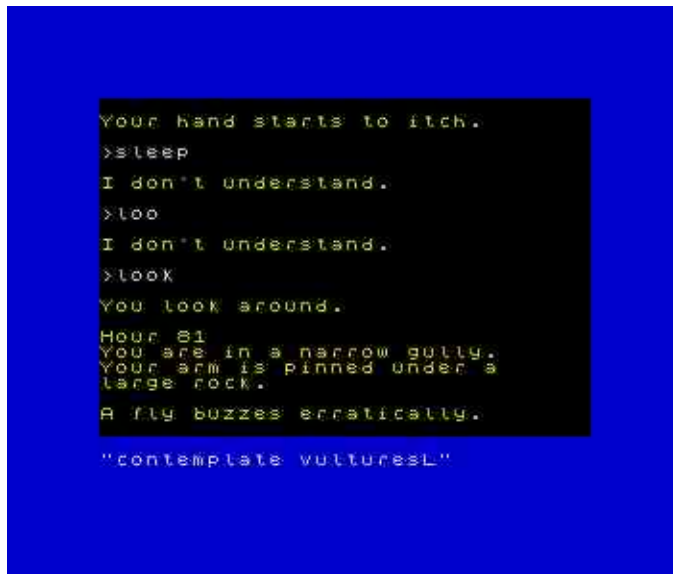 Your hand starts to itch.
>sleep
I don't understand.
>loo
I don't understand.
>look
You look around.
Hour 81
You are in a narrow gully.
Your arm is pinned under a
large rock.
A fly buzzes erratically.
"contemplate vulturesL"